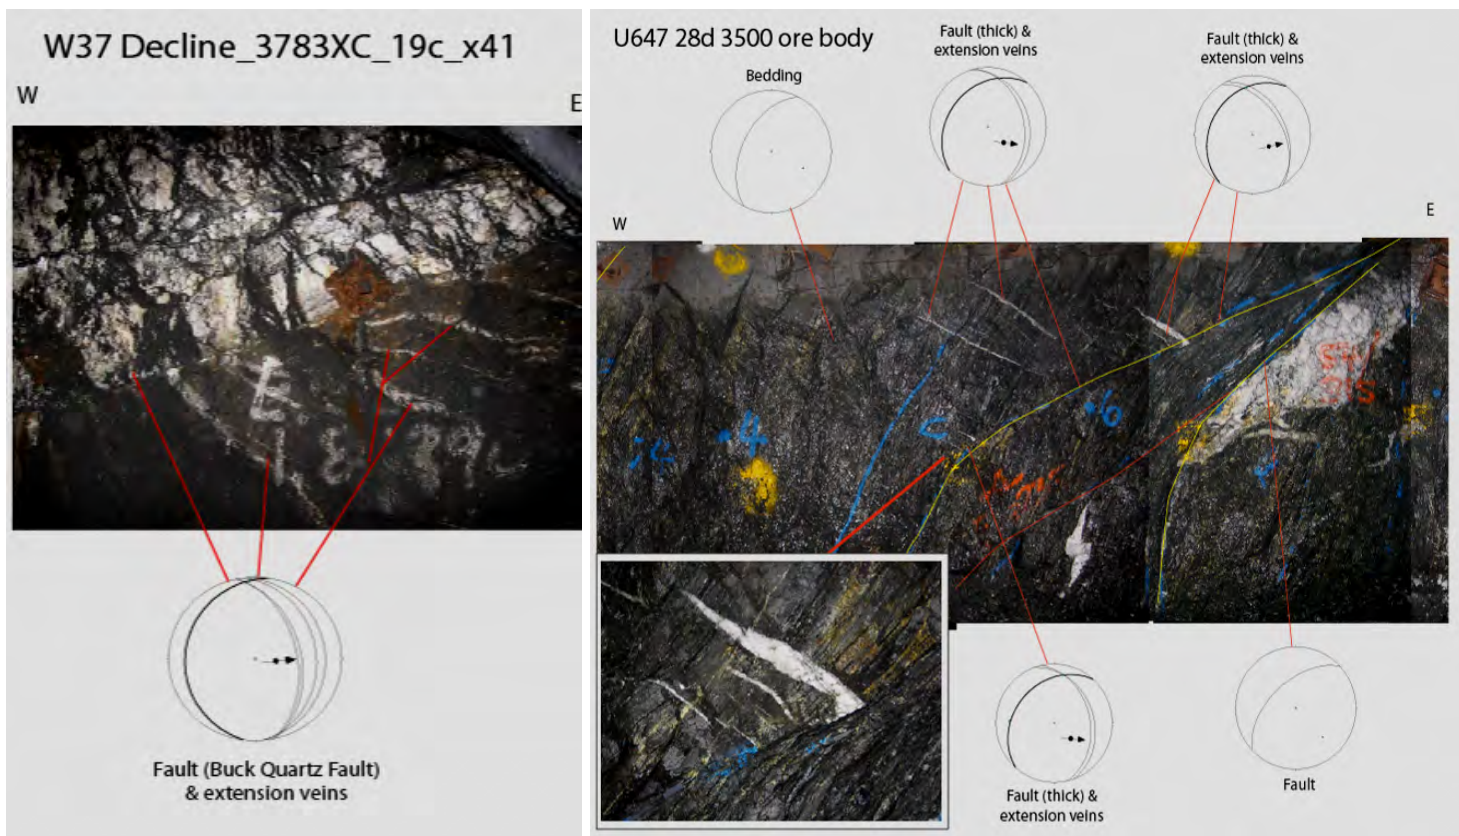 W37 Decline_3783XC_19c_x41
W
E
Fault (Buck Quartz Fault)
& extension veins
U647 28d 3500 ore body
Bedding
Fault (thick) &
extension veins
Fault (thick) &
extension veins
W
E
C
Fault (thick) &
extension veins
Fault